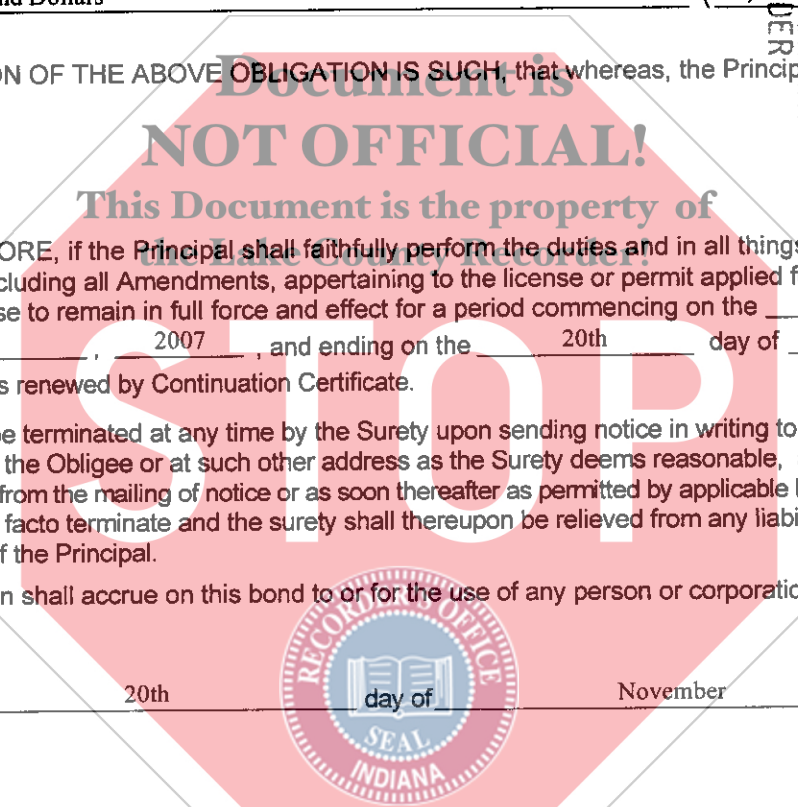 nd Dollars
DER
ON OF THE ABOVE OBLIGATION IS SUCH, that whereas, the Princip
Document is
NOT OFFICIAL!
This Document is the property of
the Lake County Recorder!
ORE, if the Principal shall faithfully perform the duties and in all things
cluding all Amendments, appertaining to the license or permit applied f
se to remain in full force and effect for a period commencing on the
, 2007 , and ending on the 20th day of
s renewed by Continuation Certificate.
e terminated at any time by the Surety upon sending notice in writing to
the Obligee or at such other address as the Surety deems reasonable,
from the mailing of notice or as soon thereafter as permitted by applicable l
facto terminate and the surety shall thereupon be relieved from any liabi
f the Principal.
STOP
n shall accrue on this bond to or for the use of any person or corporatio
20th day of November
RECORDER'S OFFICE
SEAL
INDIANA